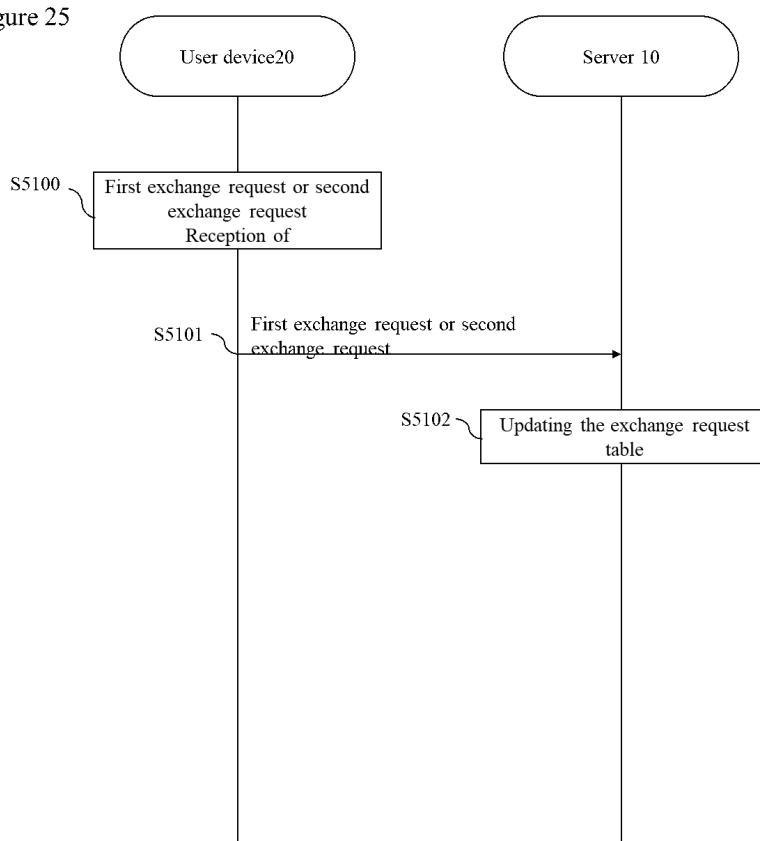 gure 25
User device20
Server 10
S5100
First exchange request or second
exchange request
Reception of
S5101
First exchange request or second
exchange request
S5102
Updating the exchange request
table